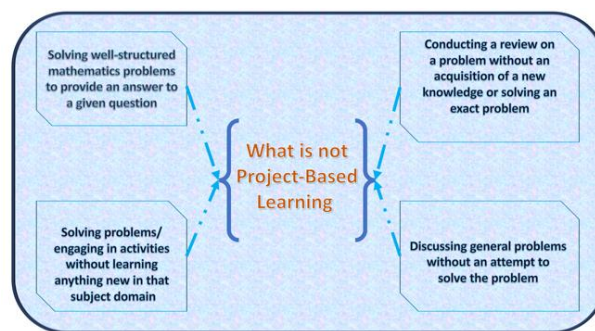 Solving well-structured
mathematics problems
to provide an answer to
a given question
Conducting a review on
a problem without an
acquisition of a new
knowledge or solving an
exact problem
What is not
Project-Based
Learning
Solving problems/
engaging in activities
without learning
anything new in that
subject domain
Discussing general problems
without an attempt to
solve the problem